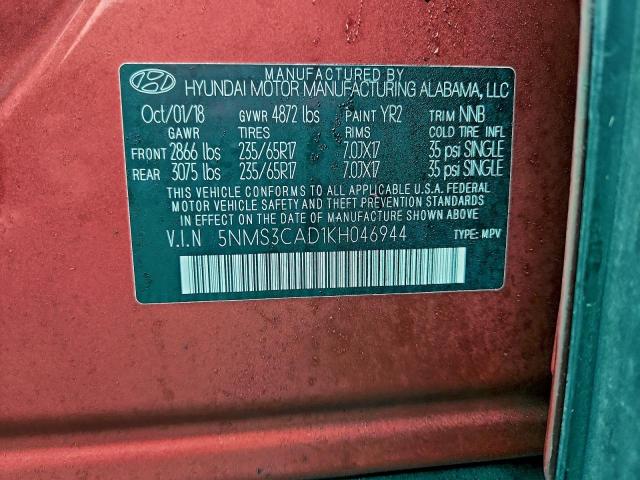 MANUFACTURED BY
HYUNDAI MOTOR MANUFACTURING ALABAMA, LLC
Oct/01/18 GVWR 4872 lbs PAINT YR2 TRIM NNB
GAWR TIRES RIMS COLD TIRE INFL
FRONT 2866 lbs 235/65R17 7.0JX17 35 psi SINGLE
REAR 3075 lbs 235/65R17 7.0JX17 35 psi SINGLE
THIS VEHICLE CONFORMS TO ALL APPLICABLE U.S.A. FEDERAL
MOTOR VEHICLE SAFETY AND THEFT PREVENTION STANDARDS
IN EFFECT ON THE DATE OF MANUFACTURE SHOWN ABOVE.
V.I.N 5NMS3CAD1KH046944 TYPE: MPV